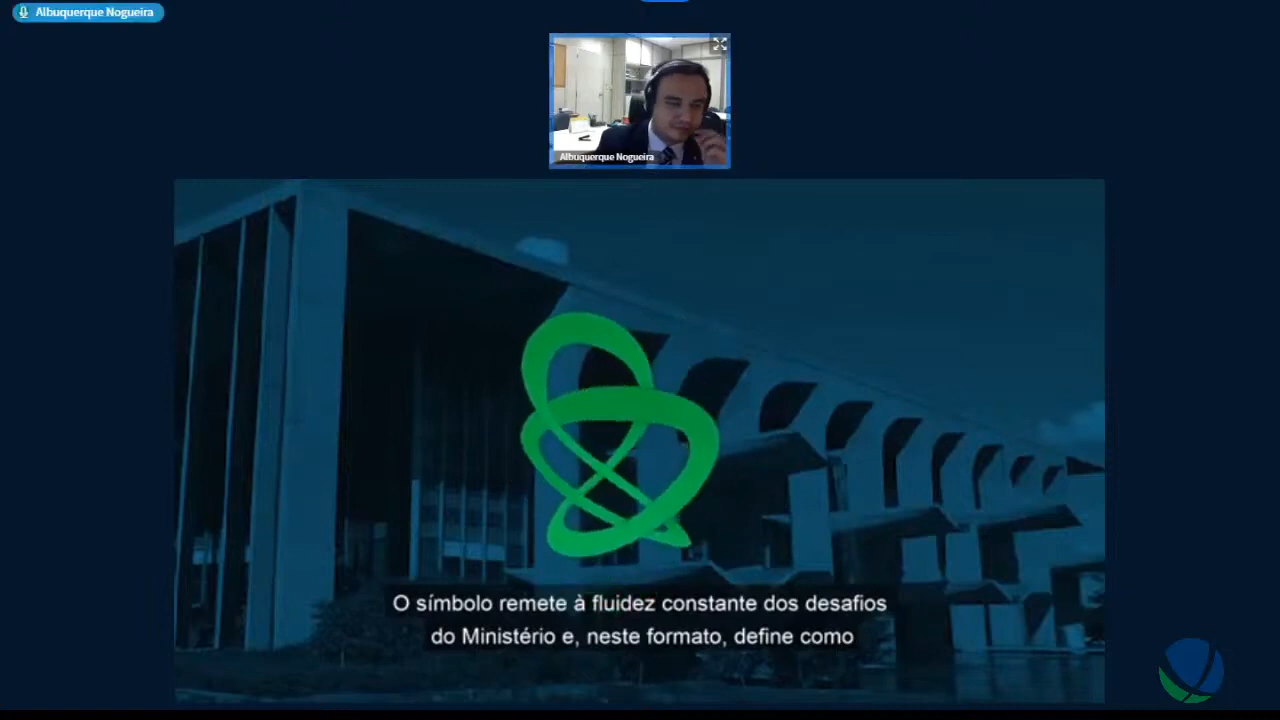 Albuquerque Nogueira
Albuquerque Nogueira
O símbolo remete à fluidez constante dos desafios
do Ministério e, neste formato, define como